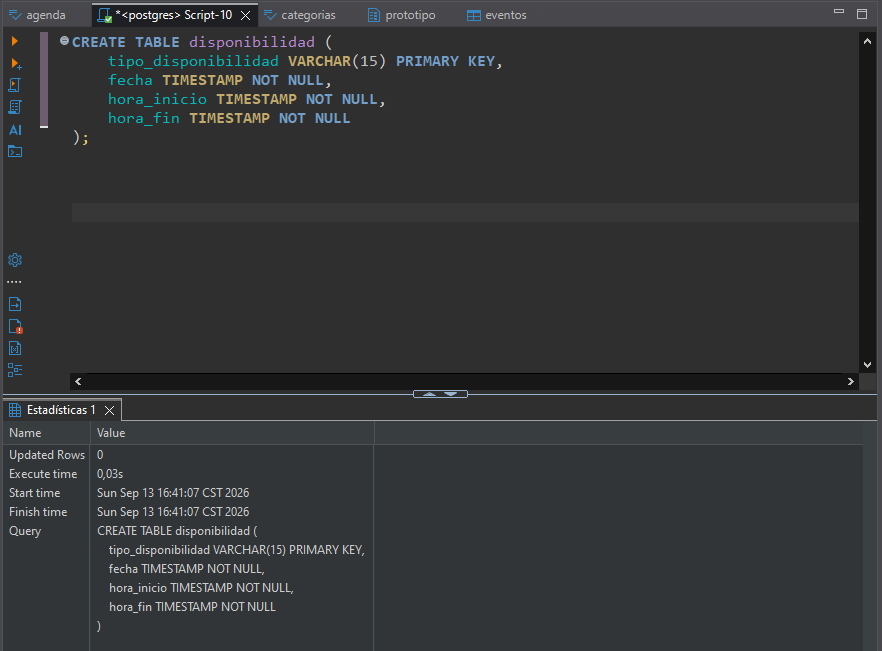 agenda
*<postgres> Script-10
categorias
prototipo
eventos
CREATE TABLE disponibilidad (
tipo_disponibilidad VARCHAR(15) PRIMARY KEY,
fecha TIMESTAMP NOT NULL,
hora_inicio TIMESTAMP NOT NULL,
hora_fin TIMESTAMP NOT NULL
);
AI
Estadísticas 1
Name Value
Updated Rows 0
Execute time 0,03s
Start time Sun Sep 13 16:41:07 CST 2026
Finish time Sun Sep 13 16:41:07 CST 2026
Query CREATE TABLE disponibilidad (
tipo_disponibilidad VARCHAR(15) PRIMARY KEY,
fecha TIMESTAMP NOT NULL,
hora_inicio TIMESTAMP NOT NULL,
hora_fin TIMESTAMP NOT NULL
)